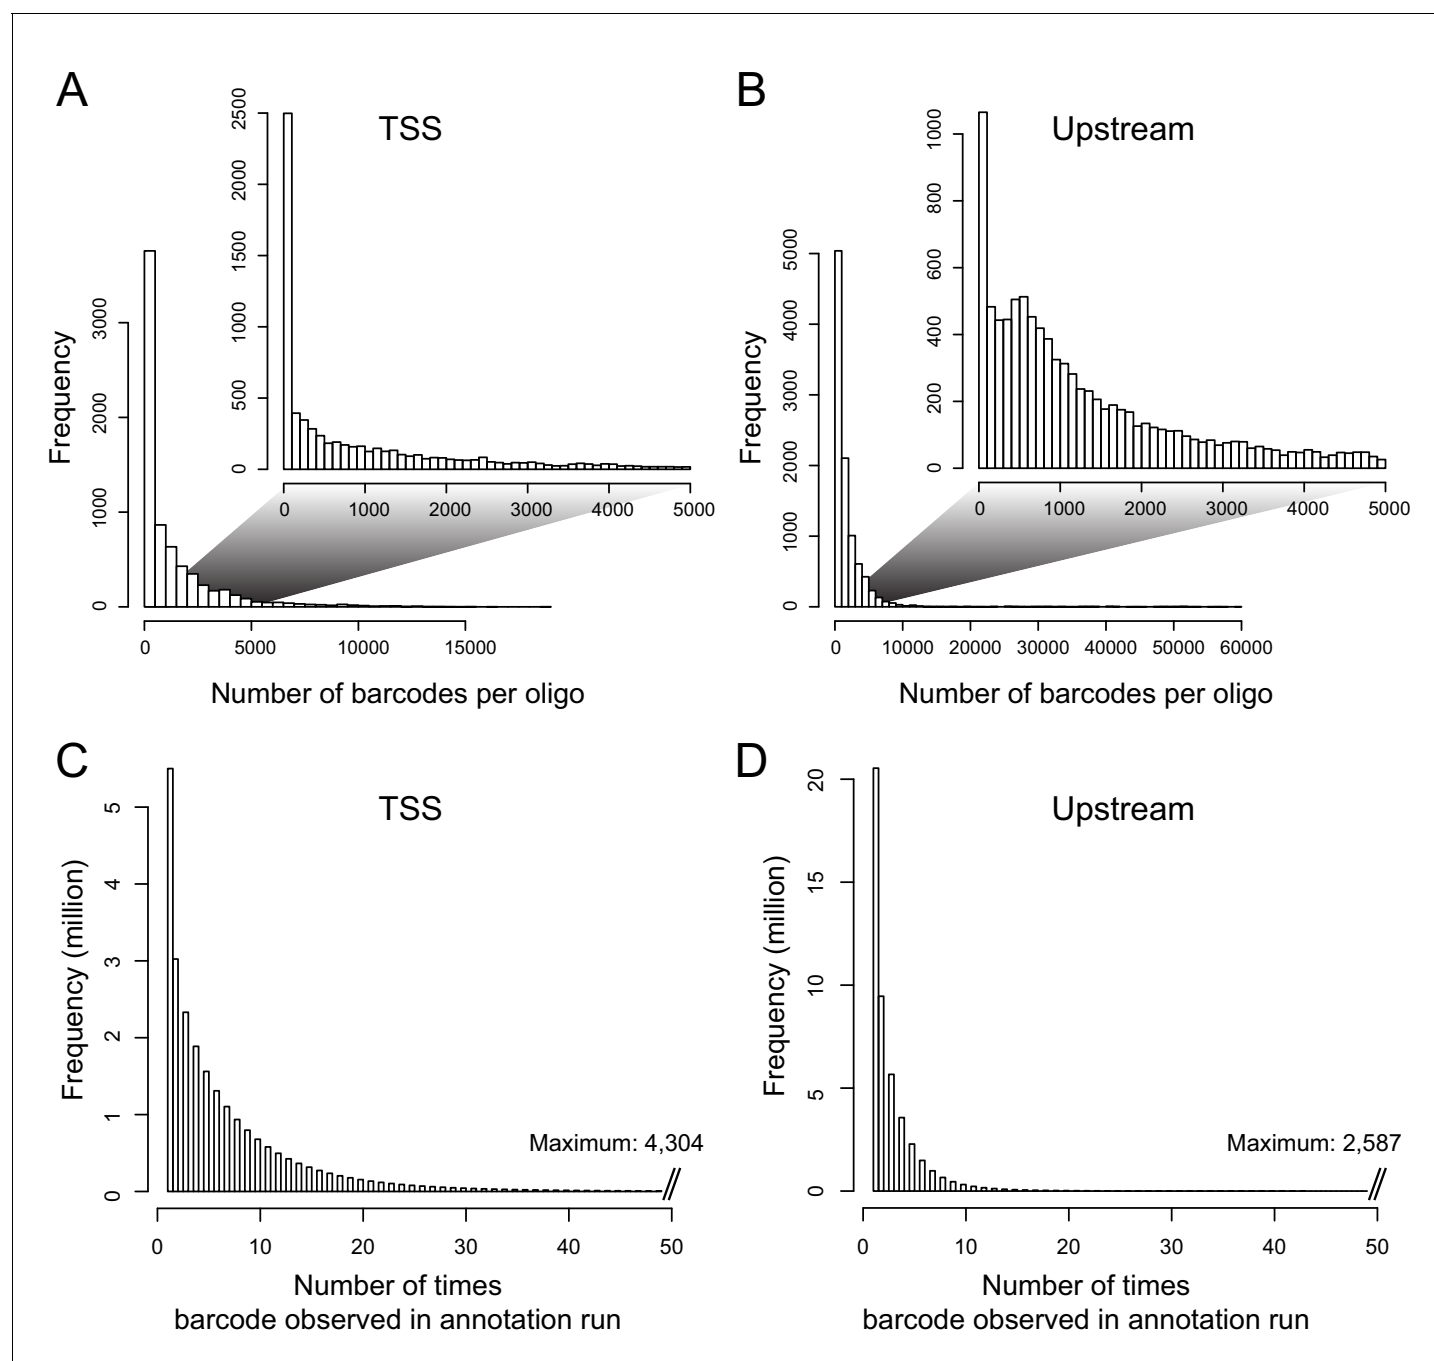 A
TSS
2500
2000
1500
1000
500
0
0 1000 2000 3000 4000 5000
Frequency
3000
2000
1000
0
0 5000 10000 15000
Number of barcodes per oligo
B
Upstream
1000
800
600
400
200
0
0 1000 2000 3000 4000 5000
Frequency
5000
4000
3000
2000
1000
0
0 10000 20000 30000 40000 50000 60000
Number of barcodes per oligo
C
TSS
Frequency (million)
5
4
3
2
1
0
Maximum: 4,304
0 10 20 30 40 50
Number of times
barcode observed in annotation run
D
Upstream
Frequency (million)
20
15
10
5
0
Maximum: 2,587
0 10 20 30 40 50
Number of times
barcode observed in annotation run